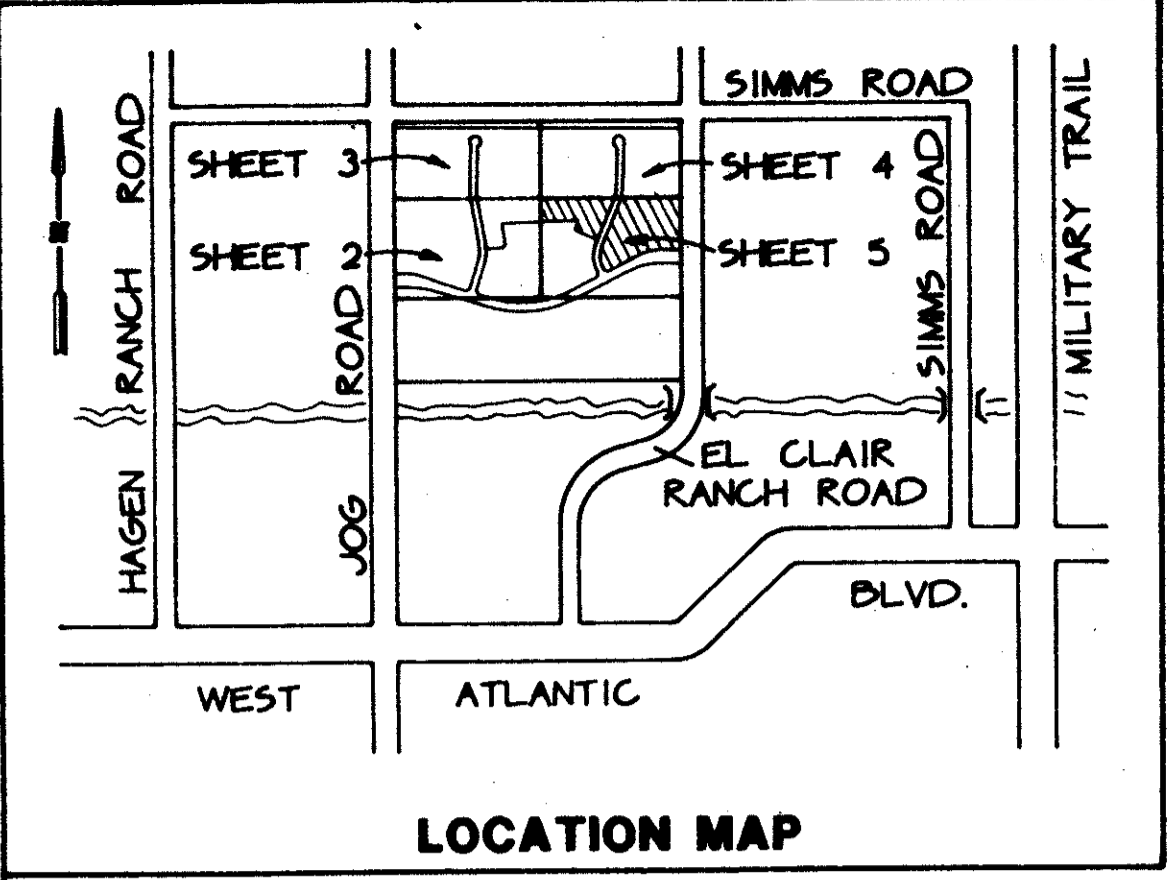 SIMMS ROAD
HAGEN RANCH ROAD
JOG ROAD
SIMMS ROAD
MILITARY TRAIL
SHEET 3
SHEET 4
SHEET 2
SHEET 5
EL CLAIR
RANCH ROAD
BLVD.
WEST ATLANTIC
LOCATION MAP